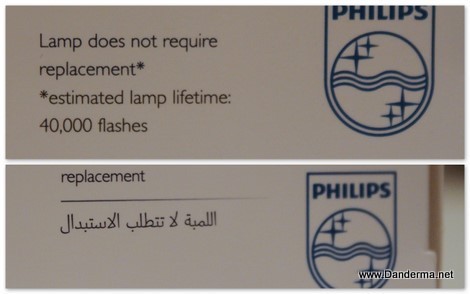 Lamp does not require
replacement*
*estimated lamp lifetime:
40,000 flashes
PHILIPS
replacement
اللمبة لا تتطلب الاستبدال
PHILIPS
www.Danderma.net